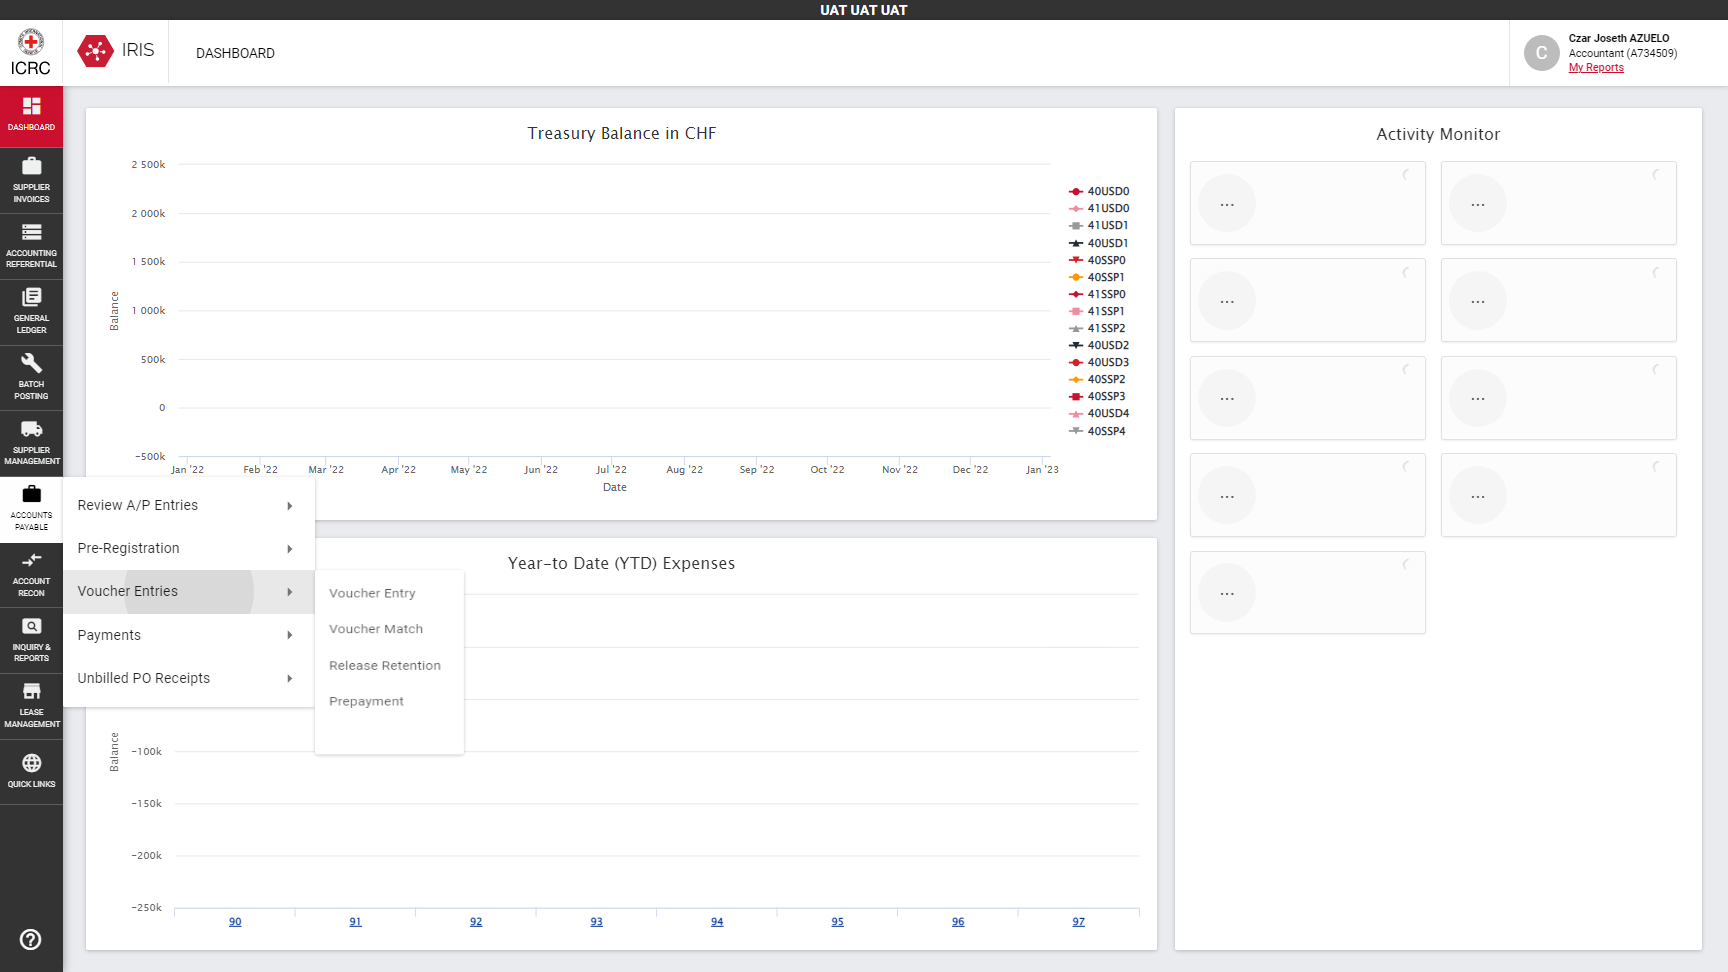 UAT UAT UAT
ICRC
IRIS
DASHBOARD
C
Czar Joseth AZUELO
Accountant (A734509)
My Reports
DASHBOARD
SUPPLIER
INVOICES
ACCOUNTING
REFERENTIAL
GENERAL
LEDGER
BATCH
POSTING
SUPPLIER
MANAGEMENT
ACCOUNTS
PAYABLE
ACCOUNT
RECON
INQUIRY &
REPORTS
LEASE
MANAGEMENT
QUICK LINKS
Review A/P Entries
Pre-Registration
Voucher Entries
Payments
Unbilled PO Receipts
Voucher Entry
Voucher Match
Release Retention
Prepayment
Treasury Balance in CHF
Balance
2 500k
2 000k
1 500k
1 000k
500k
0
-500k
Jan '22
Feb '22
Mar '22
Apr '22
May '22
Jun '22
Jul '22
Aug '22
Sep '22
Oct '22
Nov '22
Dec '22
Jan '23
Date
40USD0
41USD0
41USD1
40USD1
40SSP0
40SSP1
41SSP0
41SSP1
41SSP2
40USD2
40USD3
40SSP2
40SSP3
40USD4
40SSP4
Year-to Date (YTD) Expenses
Balance
-100k
-150k
-200k
-250k
90
91
92
93
94
95
96
97
Activity Monitor
...
...
...
...
...
...
...
...
...